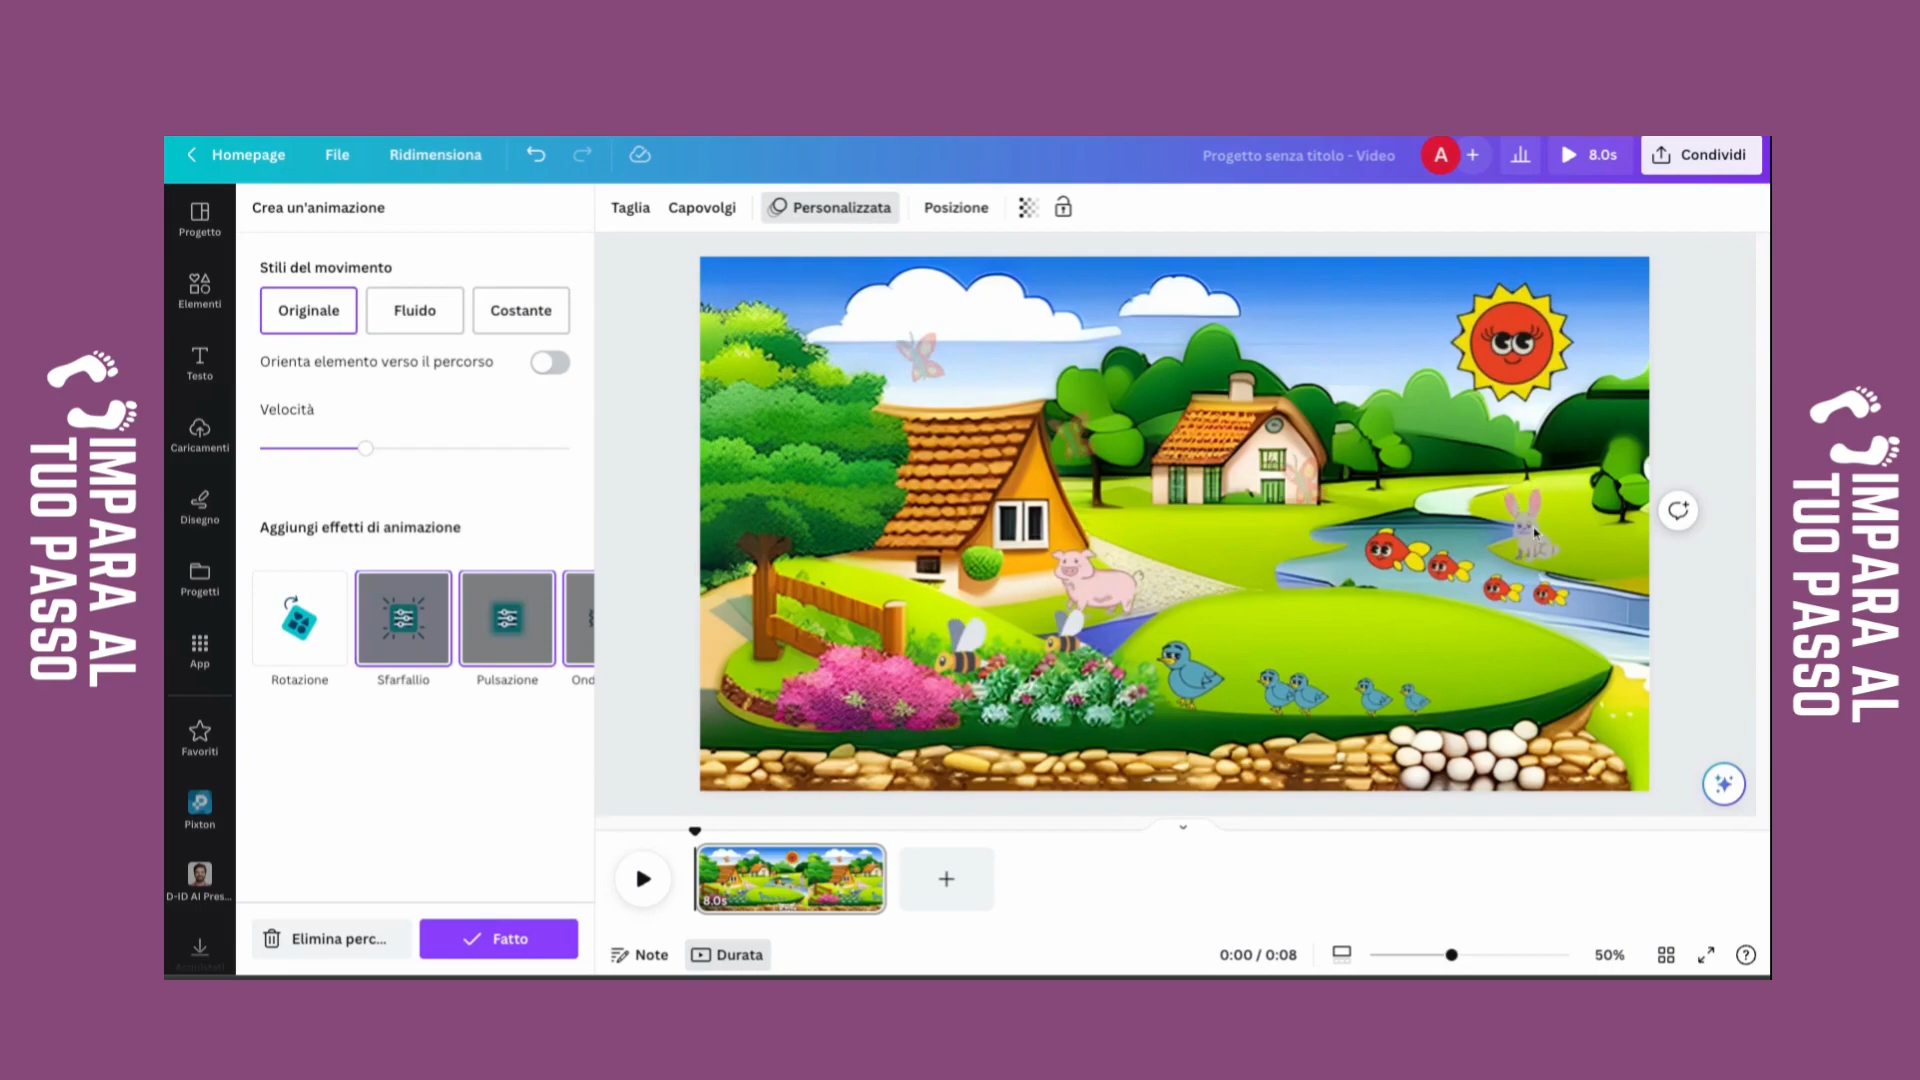 IMPARA AL
TUO PASSO
Homepage
File
Ridimensiona
Progetto senza titolo - Video
A
8.0s
Condividi
Progetto
Elementi
Testo
Caricamenti
Disegno
Progetti
App
Favoriti
Pixton
D-ID AI Pres...
Crea un'animazione
Stili del movimento
Originale
Fluido
Costante
Orienta elemento verso il percorso
Velocità
Aggiungi effetti di animazione
Rotazione
Sfarfallio
Pulsazione
Ond
Elimina perc...
Fatto
Taglia
Capovolgi
Personalizzata
Posizione
8.0s
Note
Durata
0:00 / 0:08
50%
IMPARA AL
TUO PASSO